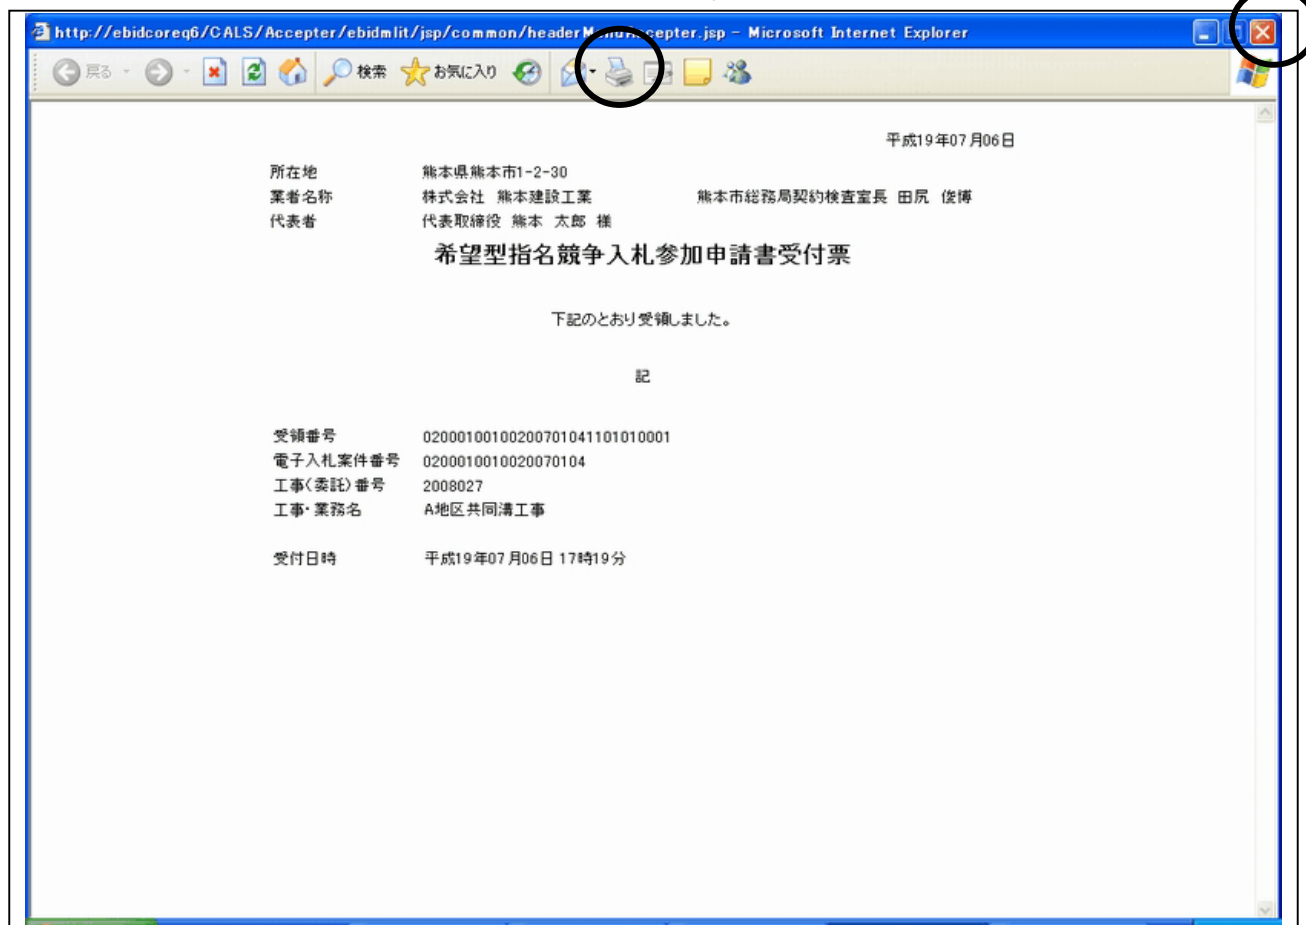 http://ebidcoreq6/CALS/Accepter/ebidmlit/jsp/common/headerMenuAccepter.jsp - Microsoft Internet Explorer
戻る 検索 お気に入り
平成19年07月06日
所在地 熊本県熊本市1-2-30
業者名称 株式会社 熊本建設工業 熊本市総務局契約検査室長 田尻 俊博
代表者 代表取締役 熊本 太郎 様
希望型指名競争入札参加申請書受付票
下記のとおり受領しました。
記
受領番号 02000100100200701041101010001
電子入札案件番号 0200010010020070104
工事(委託)番号 2008027
工事・業務名 A地区共同溝工事
受付日時 平成19年07月06日 17時19分